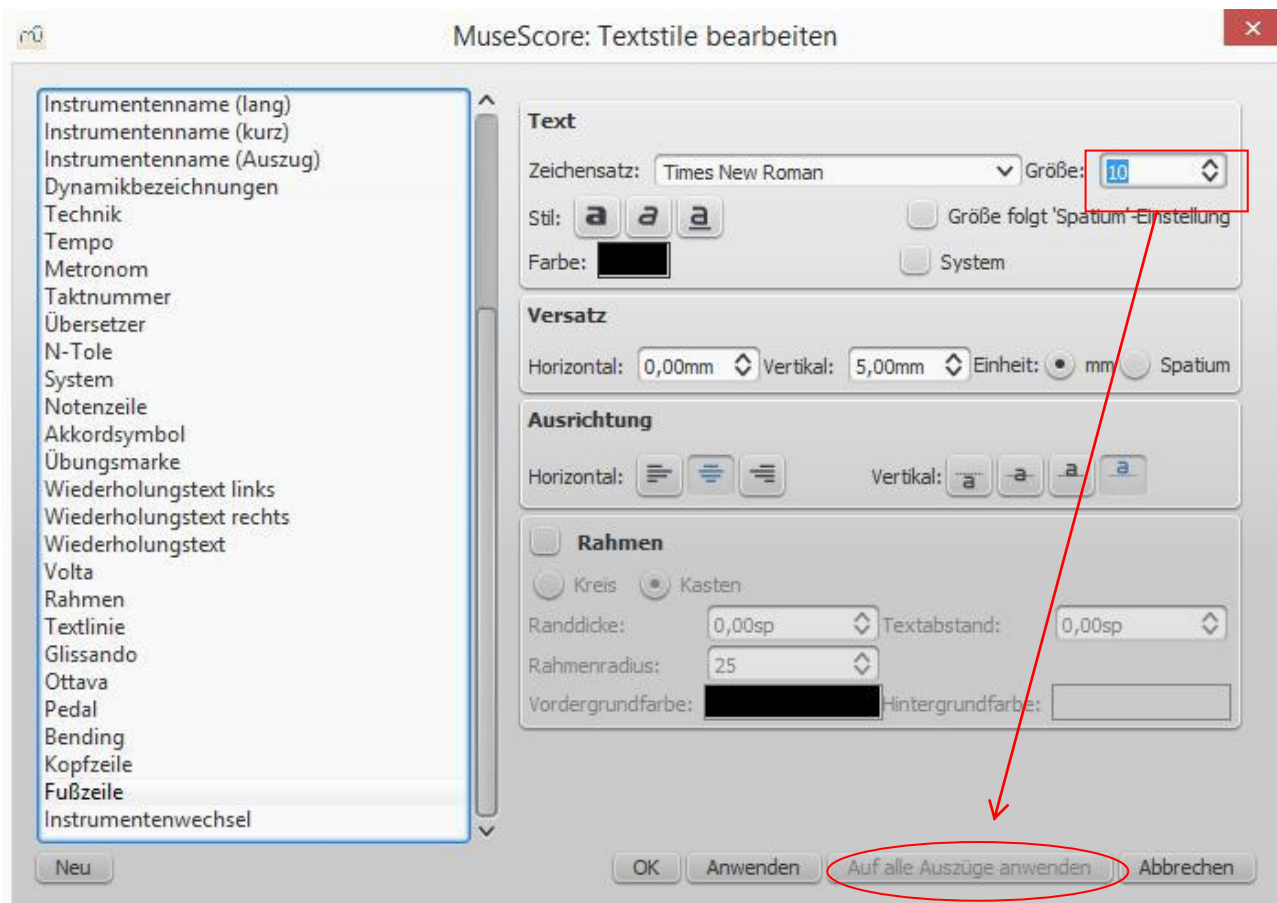 MuseScore: Textstile bearbeiten
Instrumentenname (lang)
Instrumentenname (kurz)
Instrumentenname (Auszug)
Dynamikbezeichnungen
Technik
Tempo
Metronom
Taktnummer
Übersetzer
N-Tole
System
Notenzeile
Akkordsymbol
Übungsmarke
Wiederholungstext links
Wiederholungstext rechts
Wiederholungstext
Volta
Rahmen
Textlinie
Glissando
Ottava
Pedal
Bending
Kopfzeile
Fußzeile
Instrumentenwechsel
Neu
Text
Zeichensatz: Times New Roman Größe: 10
Stil: a a a Größe folgt 'Spatium'-Einstellung
Farbe: System
Versatz
Horizontal: 0,00mm Vertikal: 5,00mm Einheit: mm Spatium
Ausrichtung
Horizontal: Vertikal: a a a a
Rahmen
Kreis Kasten
Randdicke: 0,00sp Textabstand: 0,00sp
Rahmenradius: 25
Vordergrundfarbe: Hintergrundfarbe:
OK Anwenden Auf alle Auszüge anwenden Abbrechen